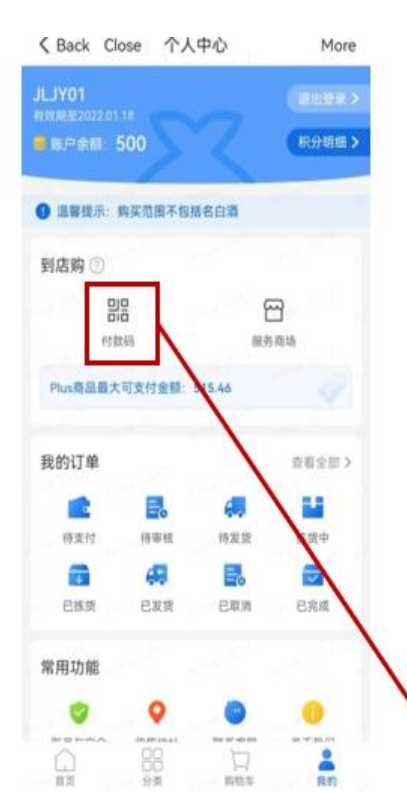 Back Close 个人中心 More
JLJY01 退出登录
有效期至2022.01.18
账户余额: 500 积分明细
温馨提示: 购买范围不包括名白酒
到店购
付款码 服务商场
Plus商品最大可支付金额: 515.46
我的订单 查看全部
待支付 待审核 待发货 拣货中
已拣货 已发货 已取消 已完成
常用功能
首页 分类 购物车 我的